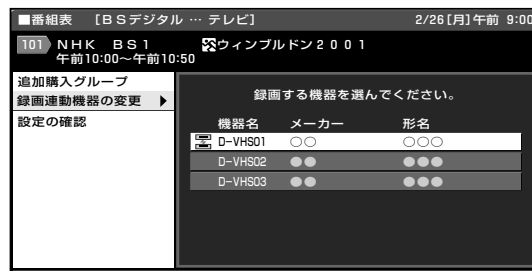 ■番組表 [BSデジタル … テレビ] 2/26[月]午前 9:00
101 NHK BS1 ウィンブルドン2001
午前10:00~午前10:50
追加購入グループ
録画連動機器の変更 ▶
設定の確認
録画する機器を選んでください。
機器名 メーカー 形名
D-VHS01 ○○ ○○○
D-VHS02 ●● ●●●
D-VHS03 ●● ●●●